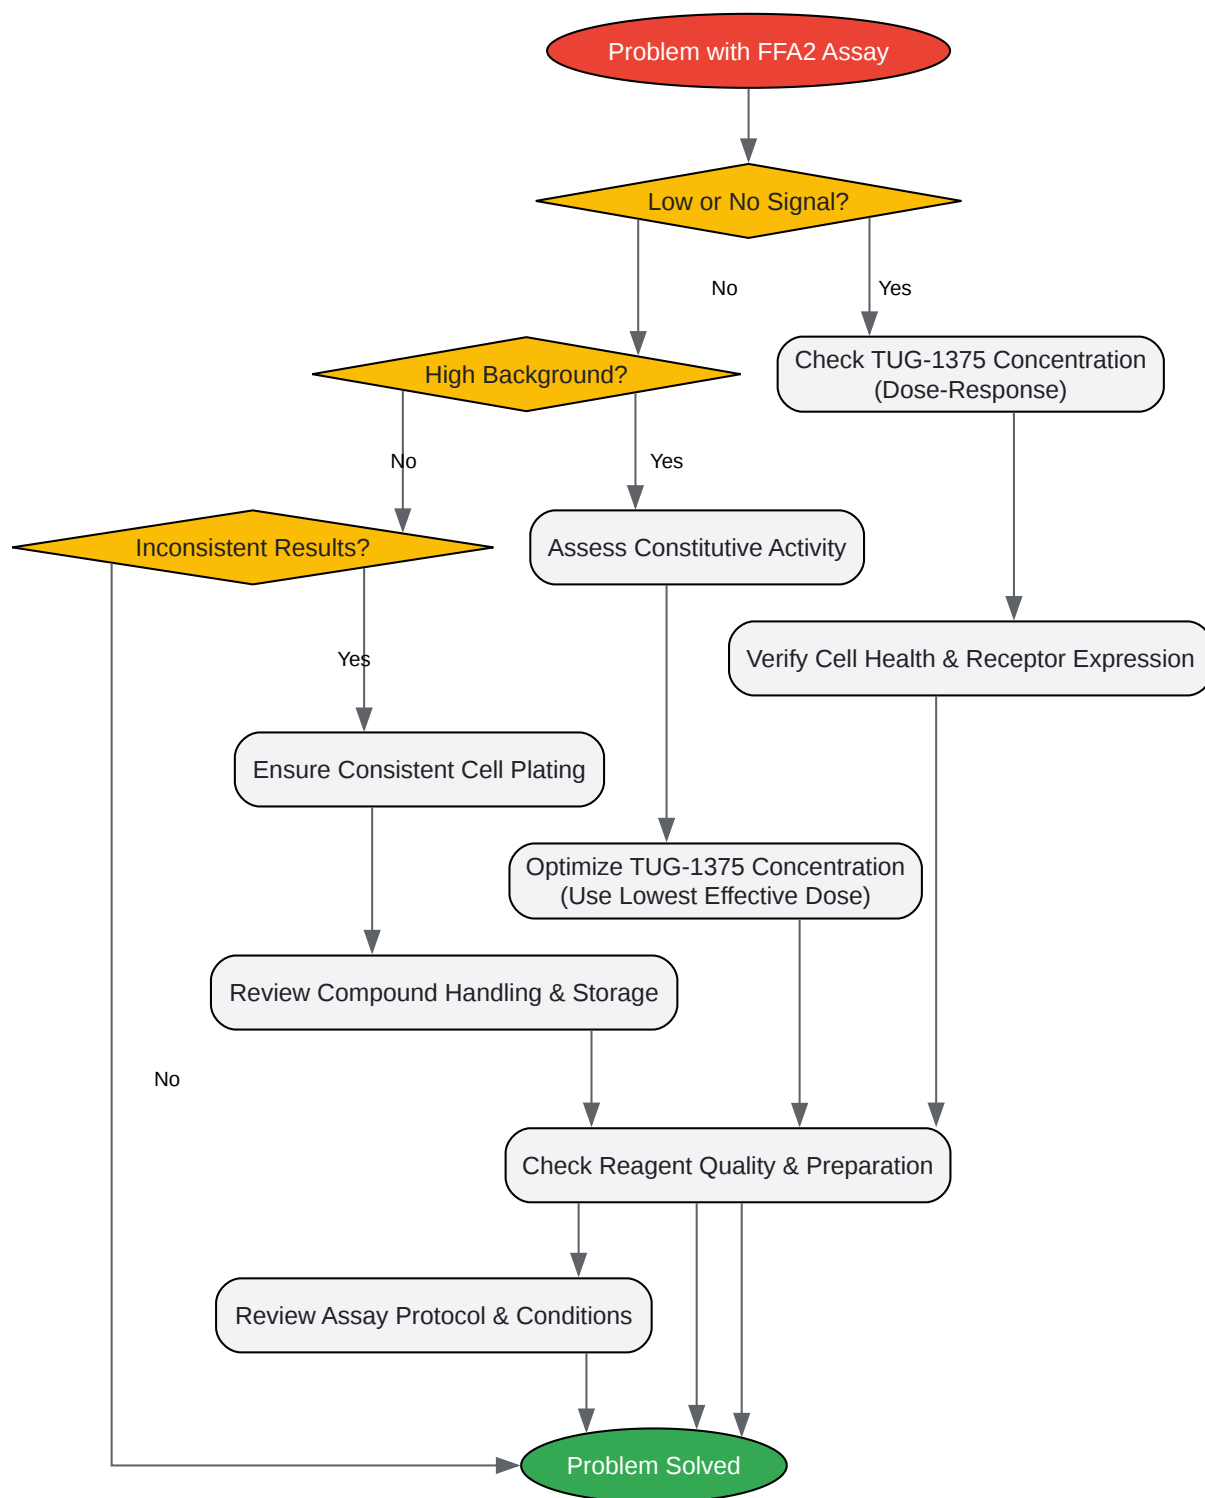 Problem with FFA2 Assay
Low or No Signal?
No
Yes
Check TUG-1375 Concentration
(Dose-Response)
High Background?
No
Yes
Assess Constitutive Activity
Inconsistent Results?
Yes
Verify Cell Health & Receptor Expression
Ensure Consistent Cell Plating
Optimize TUG-1375 Concentration
(Use Lowest Effective Dose)
Review Compound Handling & Storage
No
Check Reagent Quality & Preparation
Review Assay Protocol & Conditions
Problem Solved